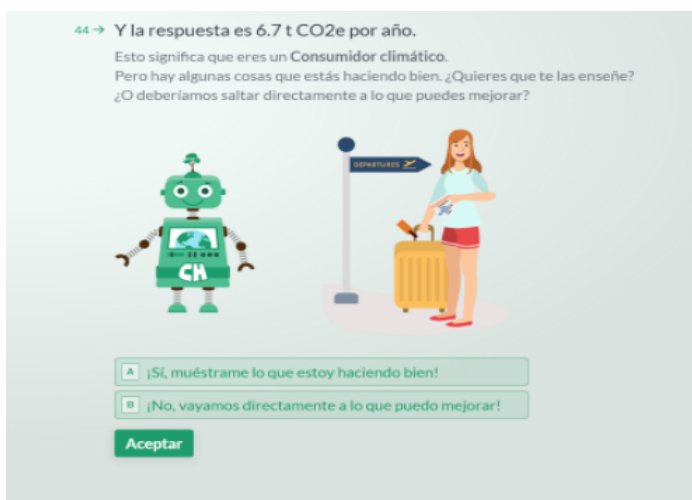 44 → Y la respuesta es 6.7 t CO2e por año.
Esto significa que eres un Consumidor climático.
Pero hay algunas cosas que estás haciendo bien. ¿Quieres que te las enseñe?
¿O deberíamos saltar directamente a lo que puedes mejorar?
DEPARTURES
CH
A ¡Sí, muéstrame lo que estoy haciendo bien!
B ¡No, vayamos directamente a lo que puedo mejorar!
Aceptar